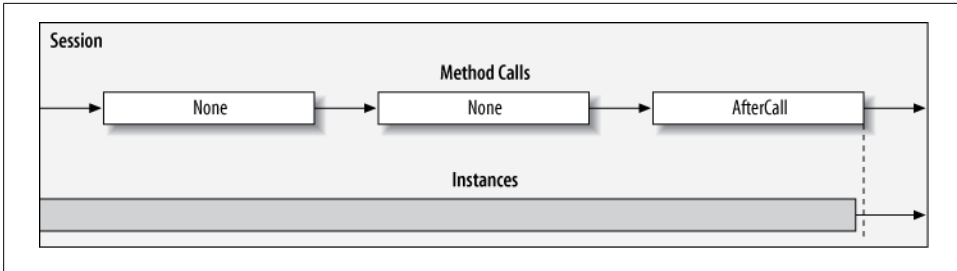 Session
Method Calls
None
None
AfterCall
Instances